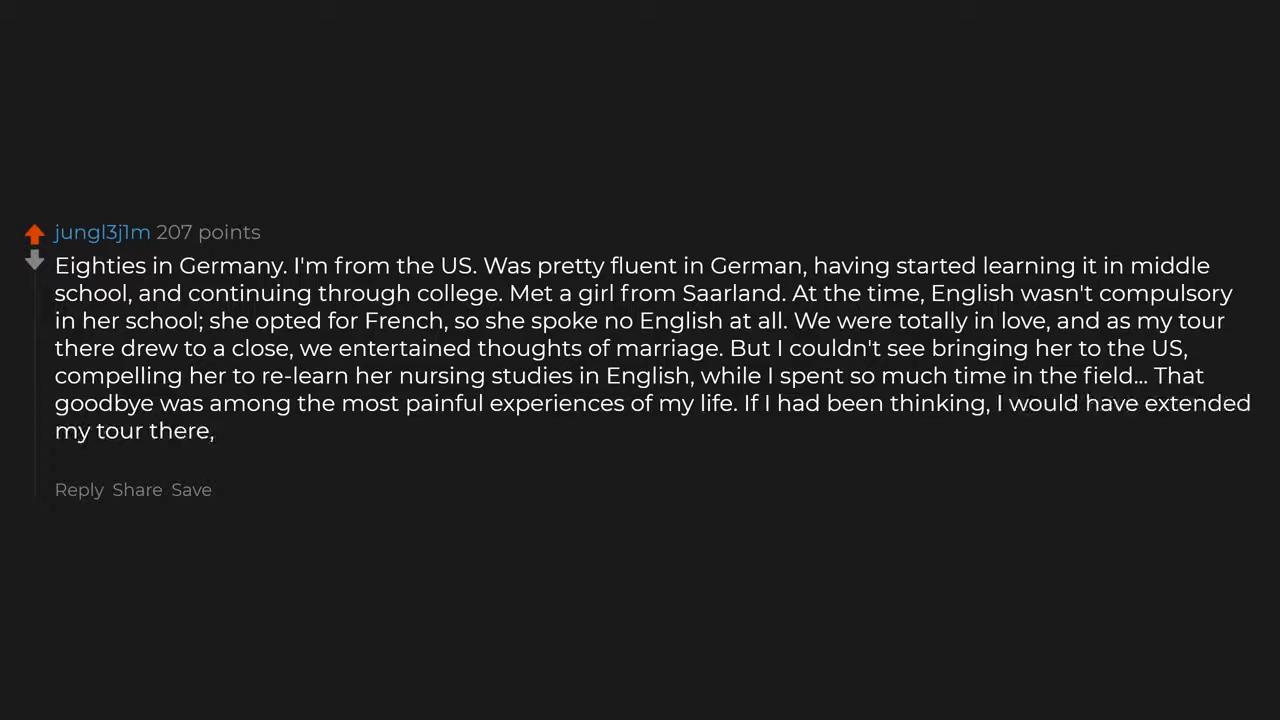 jungl3j1m 207 points
Eighties in Germany. I'm from the US. Was pretty fluent in German, having started learning it in middle
school, and continuing through college. Met a girl from Saarland. At the time, English wasn't compulsory
in her school; she opted for French, so she spoke no English at all. We were totally in love, and as my tour
there drew to a close, we entertained thoughts of marriage. But I couldn't see bringing her to the US,
compelling her to re-learn her nursing studies in English, while I spent so much time in the field... That
goodbye was among the most painful experiences of my life. If I had been thinking, I would have extended
my tour there,
Reply Share Save